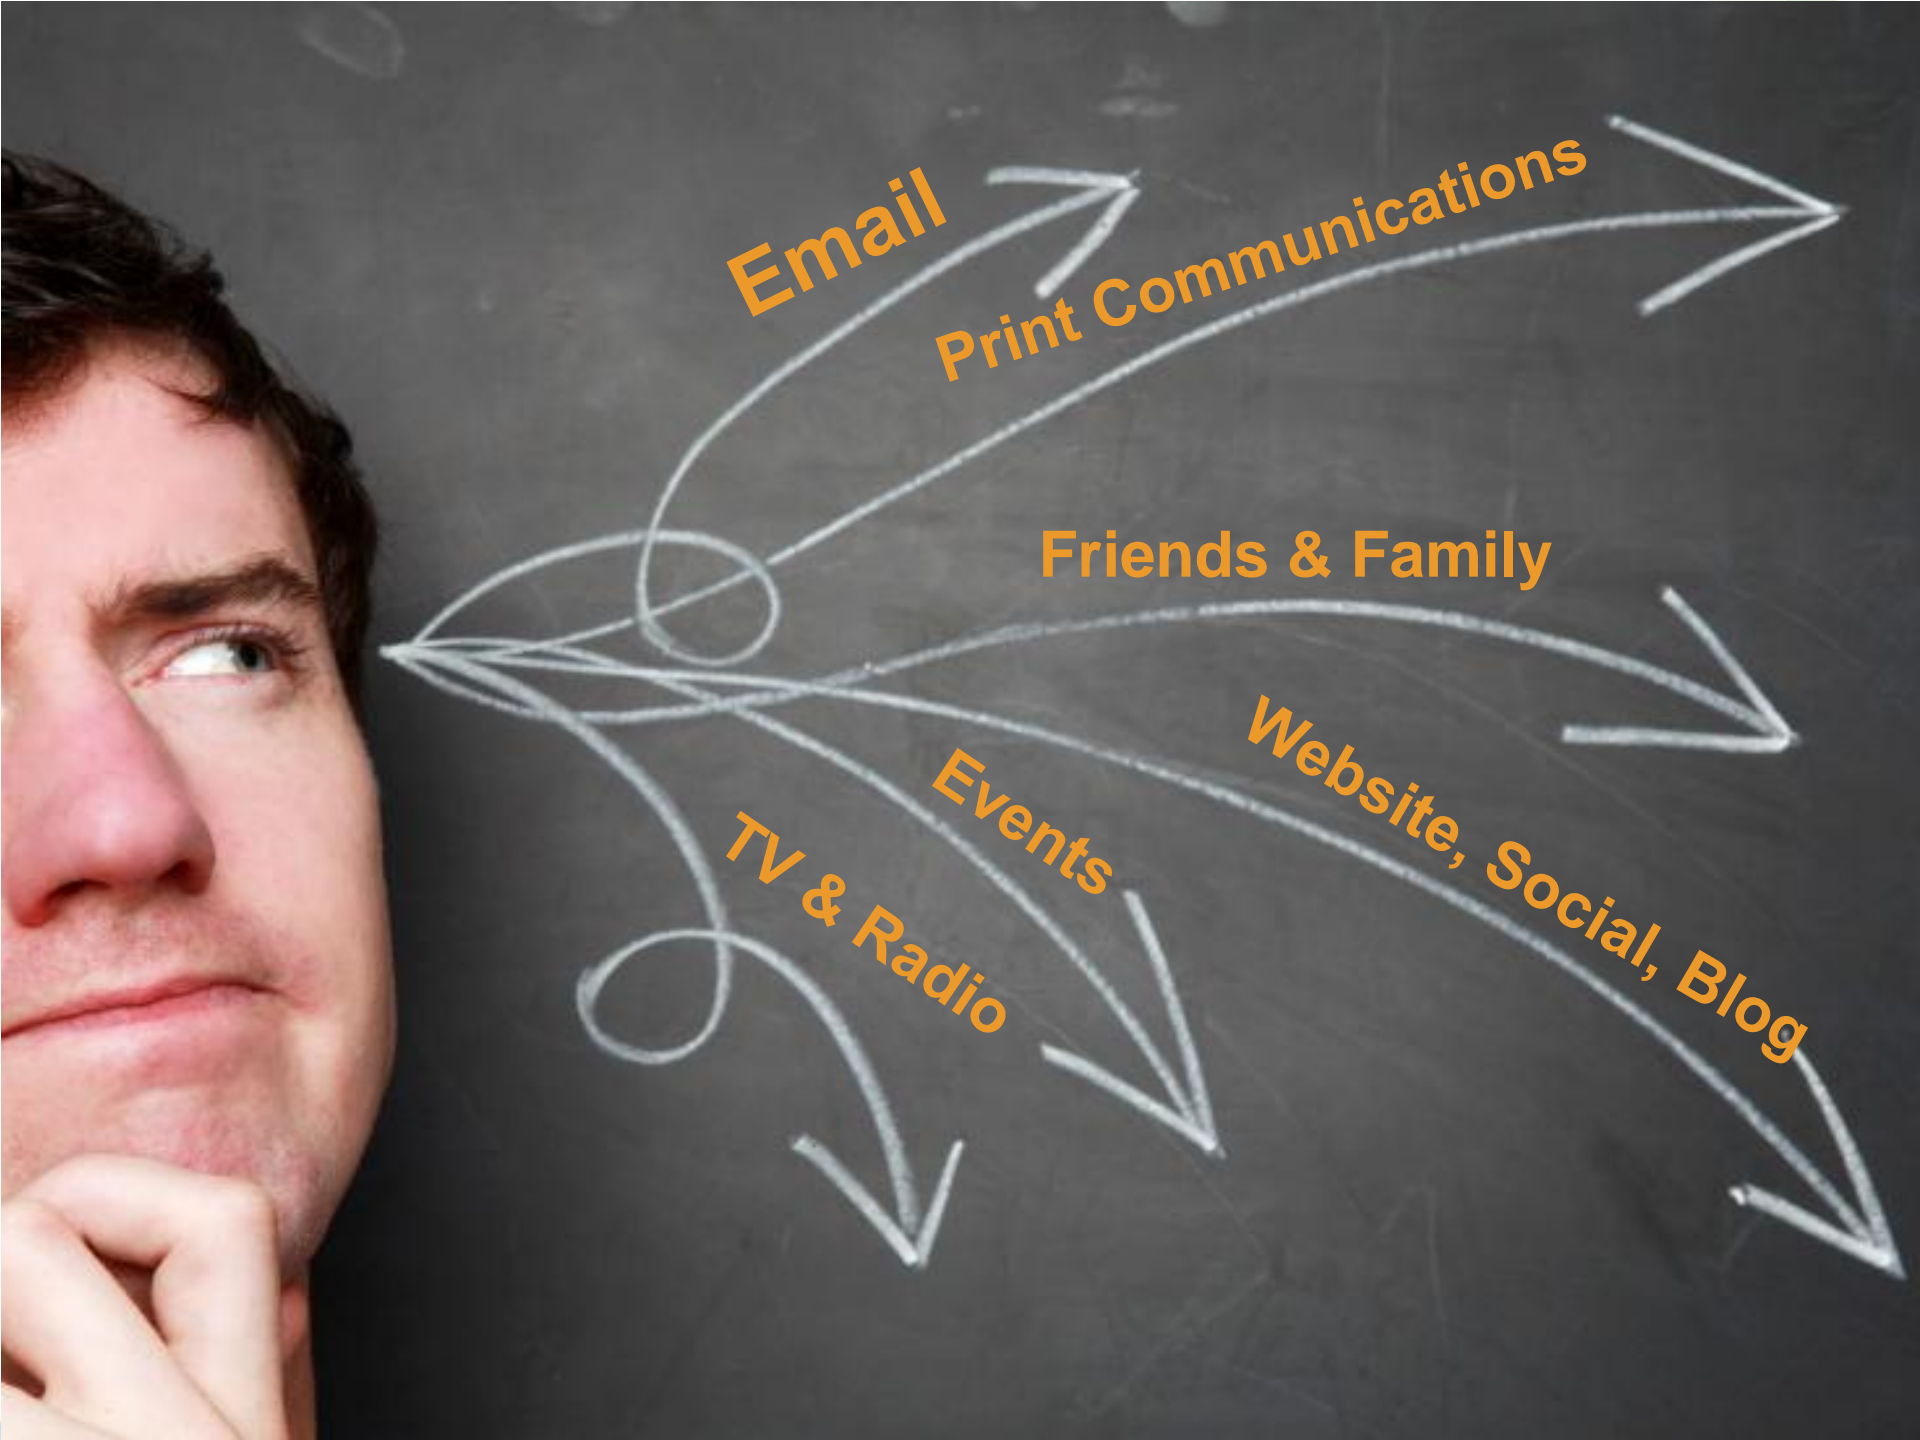 Email
Print Communications
Friends & Family
Website, Social, Blog
Events
TV & Radio